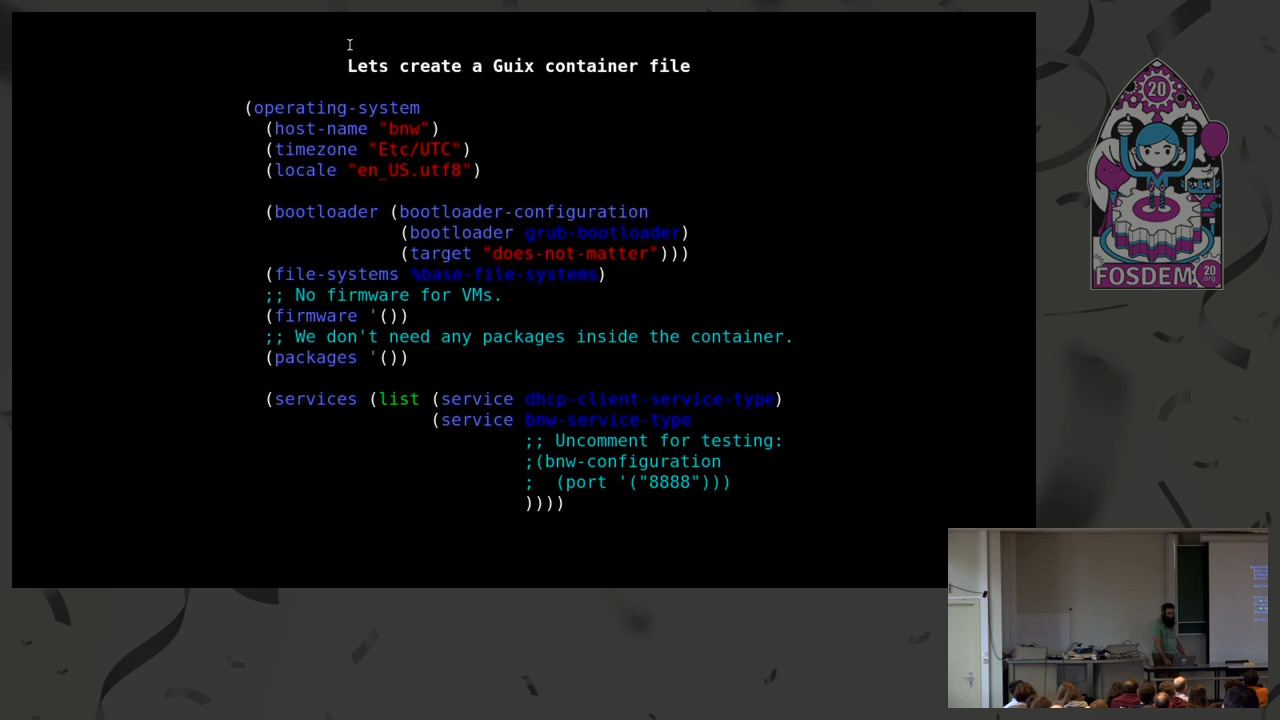 Lets create a Guix container file
(operating-system
  (host-name "bnw")
  (timezone "Etc/UTC")
  (locale "en_US.utf8")
  (bootloader (bootloader-configuration
               (bootloader grub-bootloader)
               (target "does-not-matter")))
  (file-systems %base-file-systems)
  ;; No firmware for VMs.
  (firmware '())
  ;; We don't need any packages inside the container.
  (packages '())
  (services (list (service dhcp-client-service-type)
                  (service bnw-service-type
                           ;; Uncomment for testing:
                           ;(bnw-configuration
                           ;  (port '("8888")))
                           ))))
20
FOSDEM
20
.org